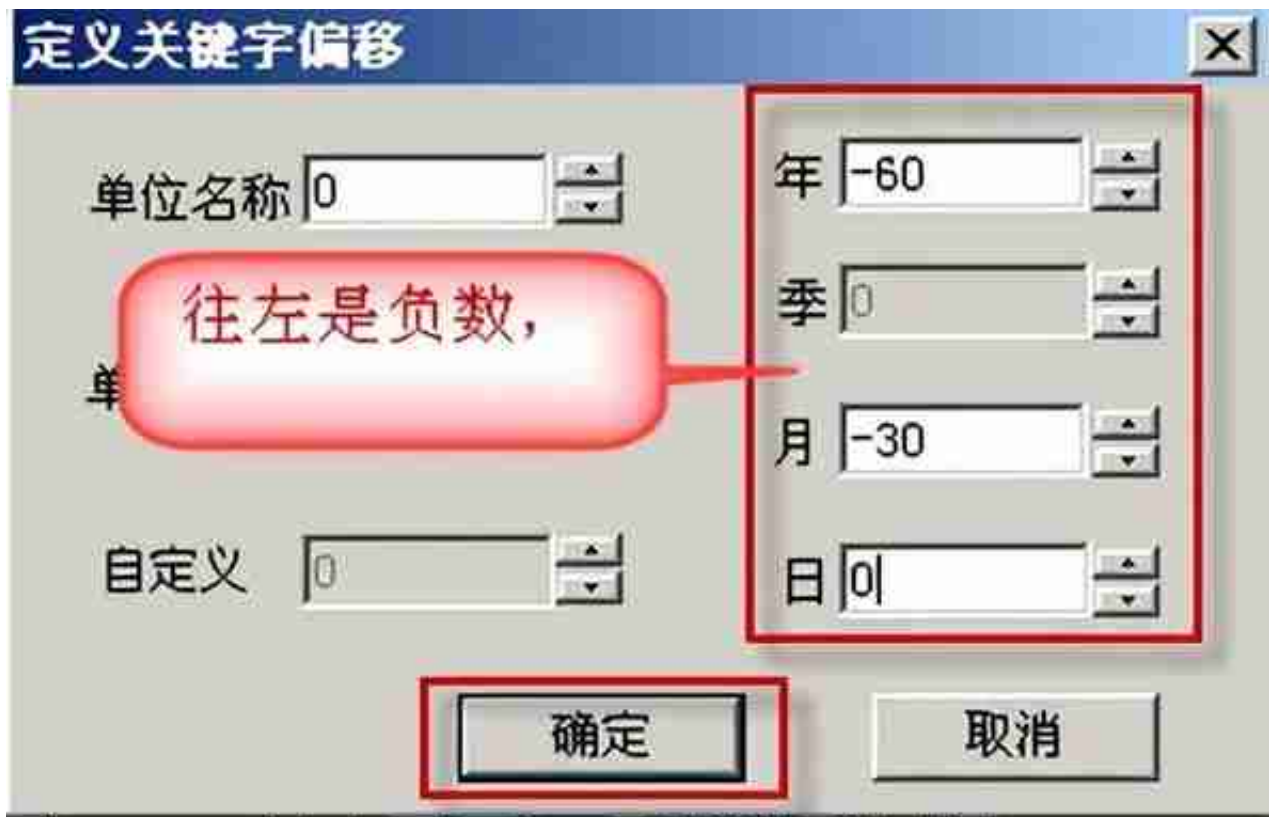 定义关键字偏移
单位名称 0
年 -60
往左是负数，
季 0
单
月 -30
自定义 0
日 0
确定
取消